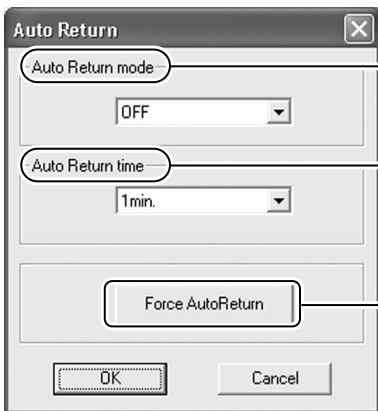 Auto Return
Auto Return mode
OFF
Auto Return time
1min.
Force AutoReturn
OK
Cancel